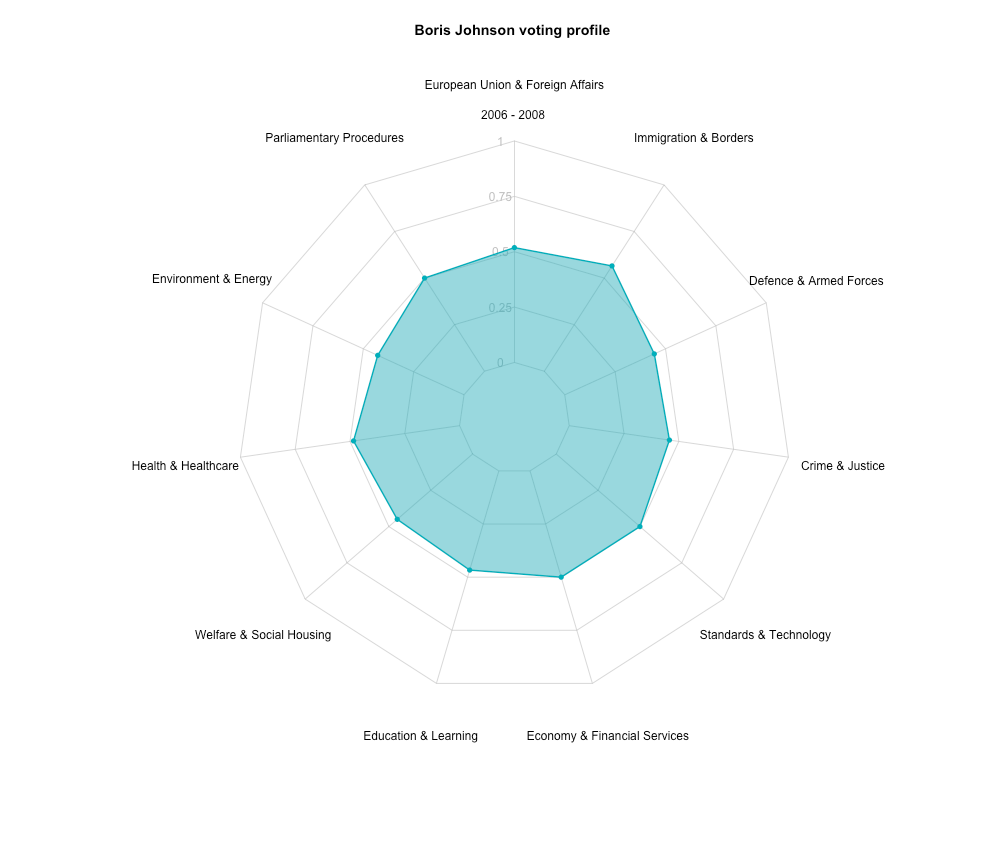 Boris Johnson voting profile
European Union & Foreign Affairs
2006 - 2008
Parliamentary Procedures
Immigration & Borders
1
0.75
0.5
Environment & Energy
Defence & Armed Forces
0.25
0
Health & Healthcare
Crime & Justice
Welfare & Social Housing
Standards & Technology
Education & Learning
Economy & Financial Services